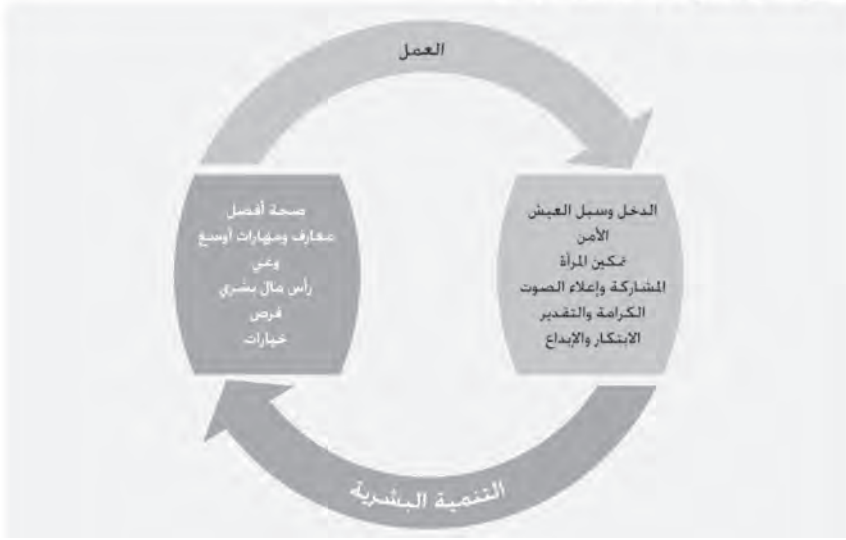 العمل
الدخل وسبل العيش
الأمن
تمكين المرأة
المشاركة وإعلاء الصوت
الكرامة والتقدير
الابتكار والإبداع
صحة أفضل
معارف ومهارات أوسع
وعي
رأس مال بشري
فرص
خيارات
التنمية البشرية